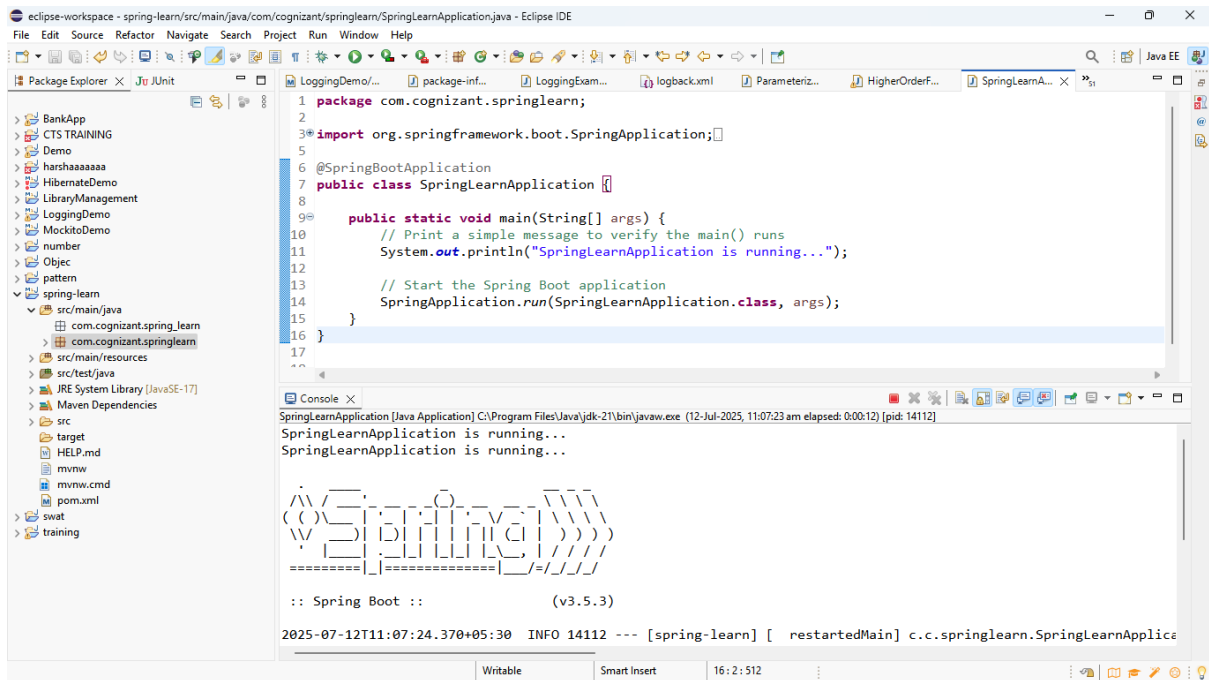 eclipse-workspace - spring-learn/src/main/java/com/cognizant/springlearn/SpringLearnApplication.java - Eclipse IDE
File Edit Source Refactor Navigate Search Project Run Window Help
Java EE
Package Explorer
JUnit
BankApp
CTS TRAINING
Demo
harshaaaaaa
HibernateDemo
LibraryManagement
LoggingDemo
MockitoDemo
number
Objec
pattern
spring-learn
src/main/java
com.cognizant.spring_learn
com.cognizant.springlearn
src/main/resources
src/test/java
JRE System Library [JavaSE-17]
Maven Dependencies
src
target
HELP.md
mvnw
mvnw.cmd
pom.xml
swat
training
LoggingDemo/... package-inf... LoggingExam... logback.xml Parameteriz... HigherOrderF... SpringLearnA... »51
1 package com.cognizant.springlearn;
2
3 import org.springframework.boot.SpringApplication;
5
6 @SpringBootApplication
7 public class SpringLearnApplication {
8
9     public static void main(String[] args) {
10         // Print a simple message to verify the main() runs
11         System.out.println("SpringLearnApplication is running...");
12
13         // Start the Spring Boot application
14         SpringApplication.run(SpringLearnApplication.class, args);
15     }
16 }
17
Console
SpringLearnApplication [Java Application] C:\Program Files\Java\jdk-21\bin\javaw.exe (12-Jul-2025, 11:07:23 am elapsed: 0:00:12) [pid: 14112]
SpringLearnApplication is running...
SpringLearnApplication is running...
Spring
:: Spring Boot ::                (v3.5.3)
2025-07-12T11:07:24.370+05:30  INFO 14112 --- [spring-learn] [  restartedMain] c.c.springlearn.SpringLearnApplica
Writable Smart Insert 16 : 2 : 512